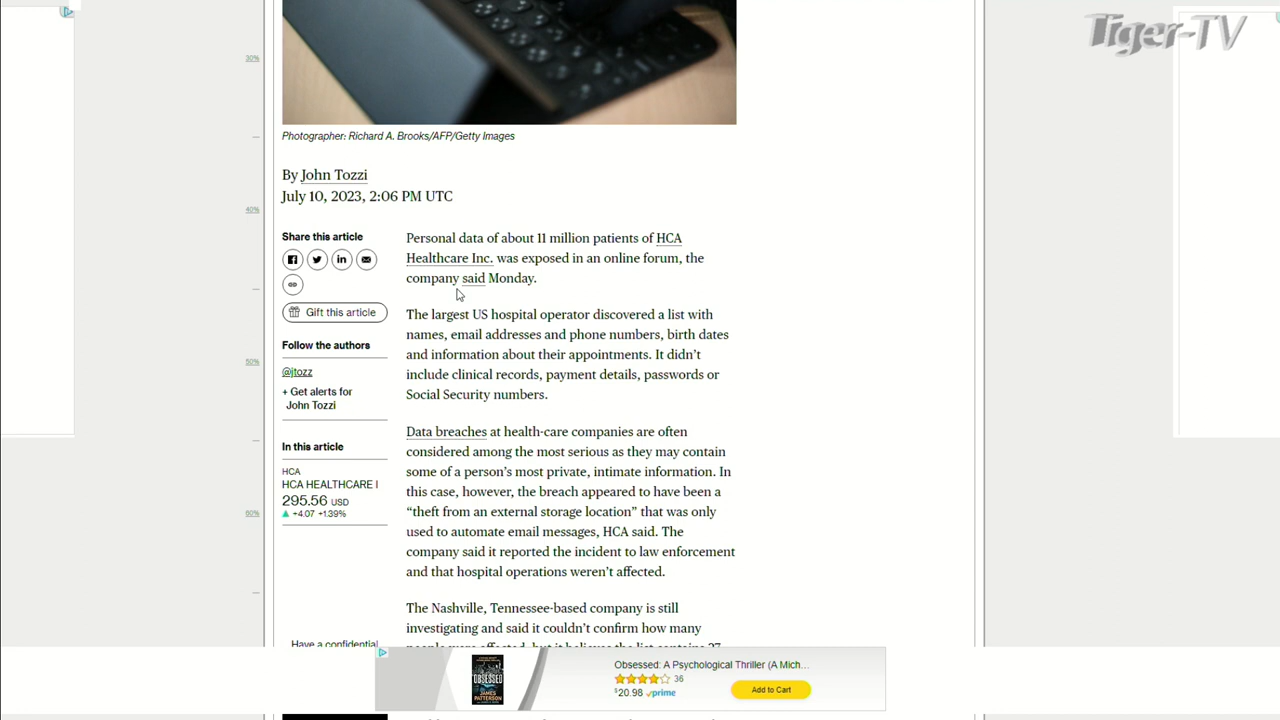 Tiger-TV
30%
Photographer: Richard A. Brooks/AFP/Getty Images
By John Tozzi
July 10, 2023, 2:06 PM UTC
40%
Share this article
Gift this article
Follow the authors
@jtozz
+ Get alerts for
John Tozzi
In this article
HCA
HCA HEALTHCARE I
295.56 USD
+4.07 +1.39%
50%
60%
Personal data of about 11 million patients of HCA
Healthcare Inc. was exposed in an online forum, the
company said Monday.
The largest US hospital operator discovered a list with
names, email addresses and phone numbers, birth dates
and information about their appointments. It didn't
include clinical records, payment details, passwords or
Social Security numbers.
Data breaches at health-care companies are often
considered among the most serious as they may contain
some of a person's most private, intimate information. In
this case, however, the breach appeared to have been a
“theft from an external storage location” that was only
used to automate email messages, HCA said. The
company said it reported the incident to law enforcement
and that hospital operations weren't affected.
The Nashville, Tennessee-based company is still
investigating and said it couldn't confirm how many
Have a confidential
OBSESSED
JAMES
PATTERSON
Obsessed: A Psychological Thriller (A Mich...
36
$20.98 prime
Add to Cart